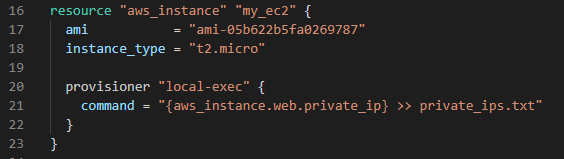 16 resource "aws_instance" "my_ec2" {
17   ami           = "ami-05b622b5fa0269787"
18   instance_type = "t2.micro"
19
20   provisioner "local-exec" {
21     command = "{aws_instance.web.private_ip} >> private_ips.txt"
22   }
23 }